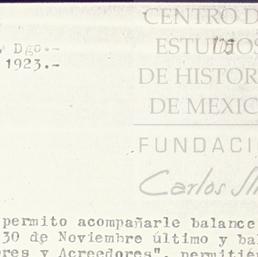 CENTRO D
ESTUDIOS
DE HISTOR
DE MEXIC
FUNDACI
Carlos Sl
Dgo.-
1923.-
permito acompañarle balance
30 de Noviembre último y ba
res y Acreedores", permitié